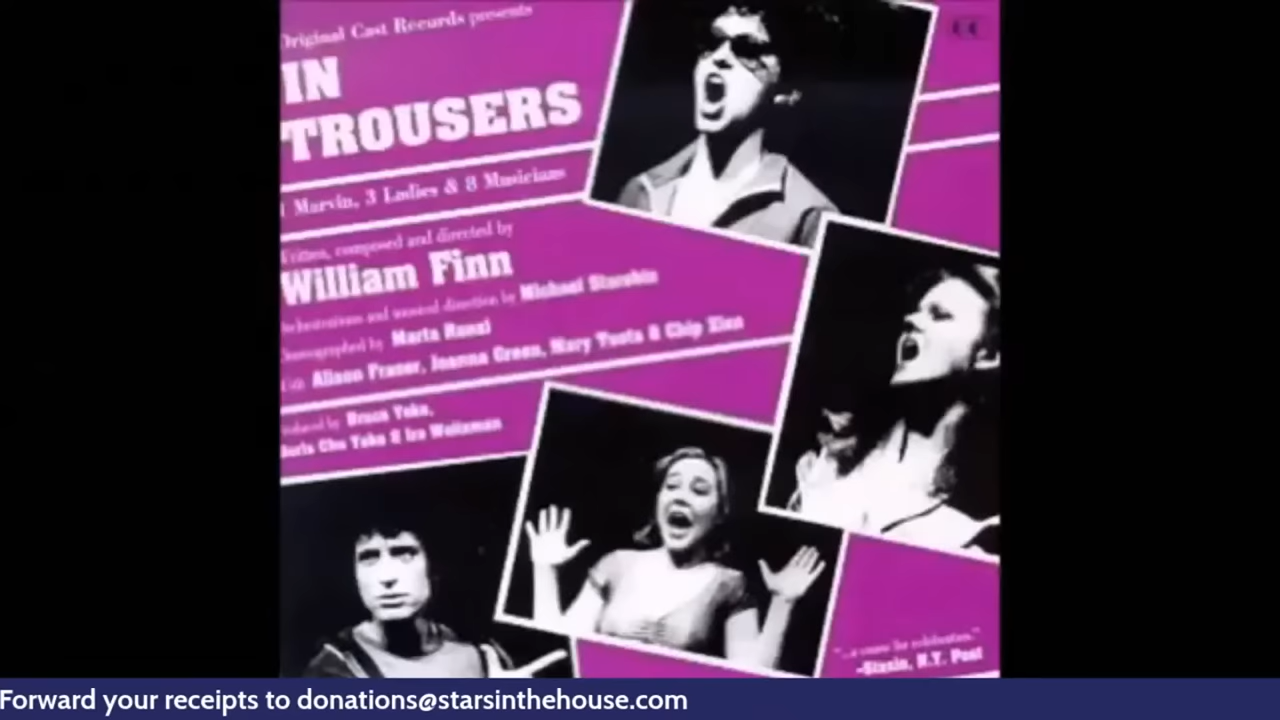 Original Cast Records presents
IN
TROUSERS
1 Marvin, 3 Ladies & 8 Musicians
Written, composed and directed by
William Finn
Orchestrations and musical direction by Michael Starobin
Choreographed by Marta Renzi
With Alison Fraser, Joanna Green, Mary Testa & Chip Zien
Produced by Bruce Yeko,
Doris Chu Yeko & Ira Weitzman
"...a cause for celebration."
-Stasio, N.Y. Post
Forward your receipts to donations@starsinthehouse.com